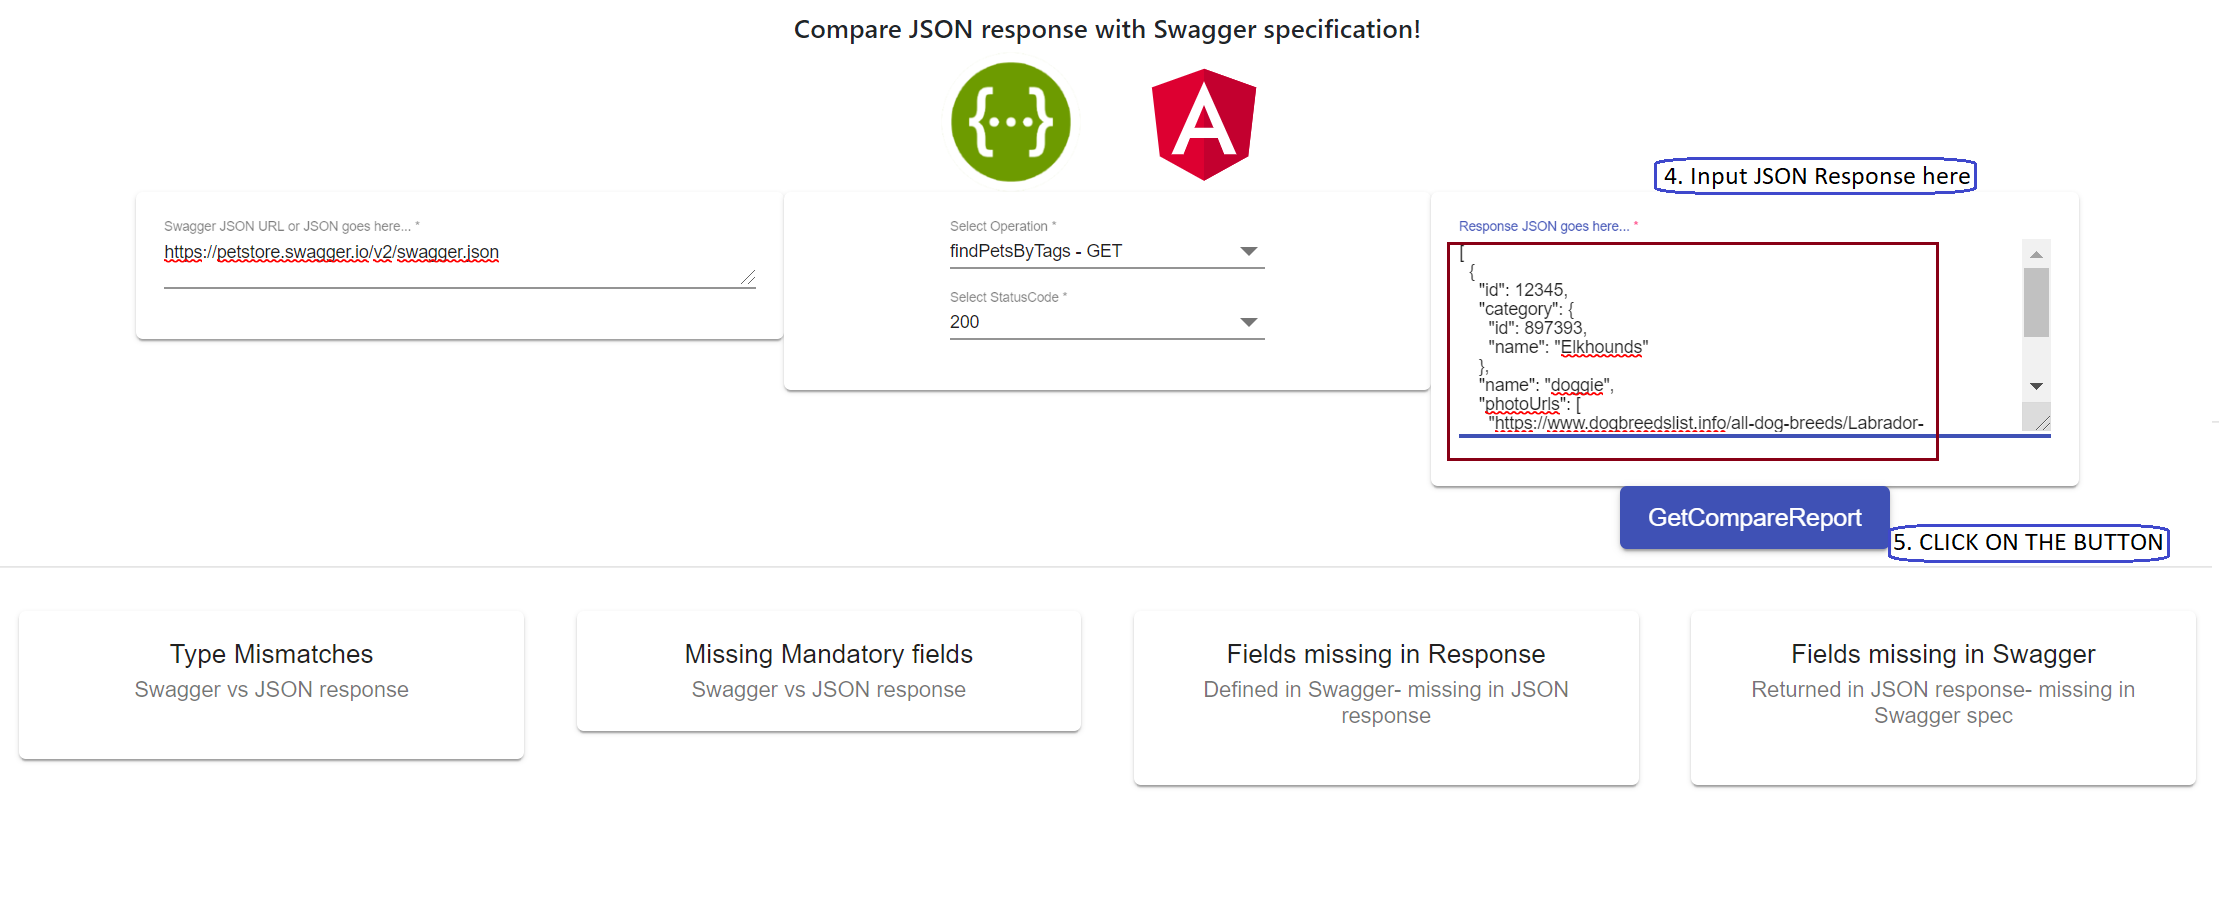 Compare JSON response with Swagger specification!
{...}
A
4. Input JSON Response here
Swagger JSON URL or JSON goes here... *
https://petstore.swagger.io/v2/swagger.json
Select Operation *
findPetsByTags - GET
Select StatusCode *
200
Response JSON goes here... *
[
{
"id": 12345,
"category": {
"id": 897393,
"name": "Elkhounds"
},
"name": "doggie",
"photoUrls": [
"https://www.dogbreedslist.info/all-dog-breeds/Labrador-
GetCompareReport
5. CLICK ON THE BUTTON
Type Mismatches
Swagger vs JSON response
Missing Mandatory fields
Swagger vs JSON response
Fields missing in Response
Defined in Swagger- missing in JSON
response
Fields missing in Swagger
Returned in JSON response- missing in
Swagger spec